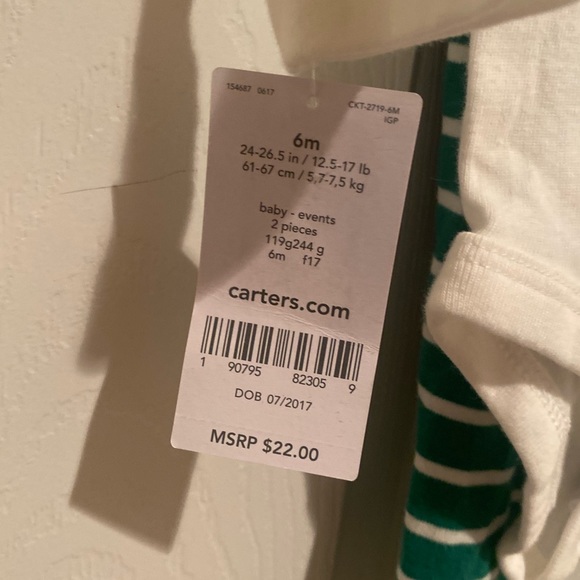 154687 0617
CKT-2719-6M
IGP
6m
24-26.5 in / 12.5-17 lb
61-67 cm / 5,7-7,5 kg
baby - events
2 pieces
119g244 g
6m f17
carters.com
1 90795 82305 9
DOB 07/2017
MSRP $22.00